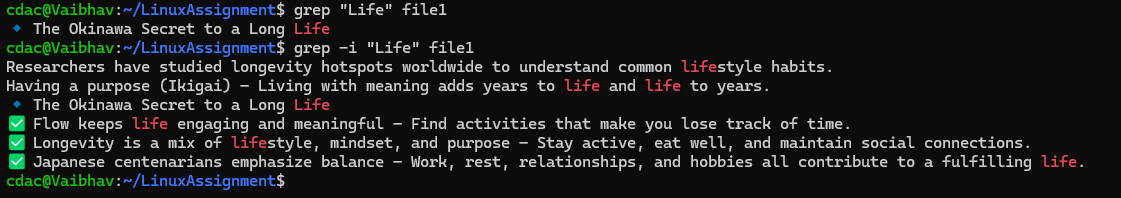 cdac@Vaibhav:~/LinuxAssignment$ grep "Life" file1
🔹 The Okinawa Secret to a Long Life
cdac@Vaibhav:~/LinuxAssignment$ grep -i "Life" file1
Researchers have studied longevity hotspots worldwide to understand common lifestyle habits.
Having a purpose (Ikigai) – Living with meaning adds years to life and life to years.
🔹 The Okinawa Secret to a Long Life
✅ Flow keeps life engaging and meaningful – Find activities that make you lose track of time.
✅ Longevity is a mix of lifestyle, mindset, and purpose – Stay active, eat well, and maintain social connections.
✅ Japanese centenarians emphasize balance – Work, rest, relationships, and hobbies all contribute to a fulfilling life.
cdac@Vaibhav:~/LinuxAssignment$